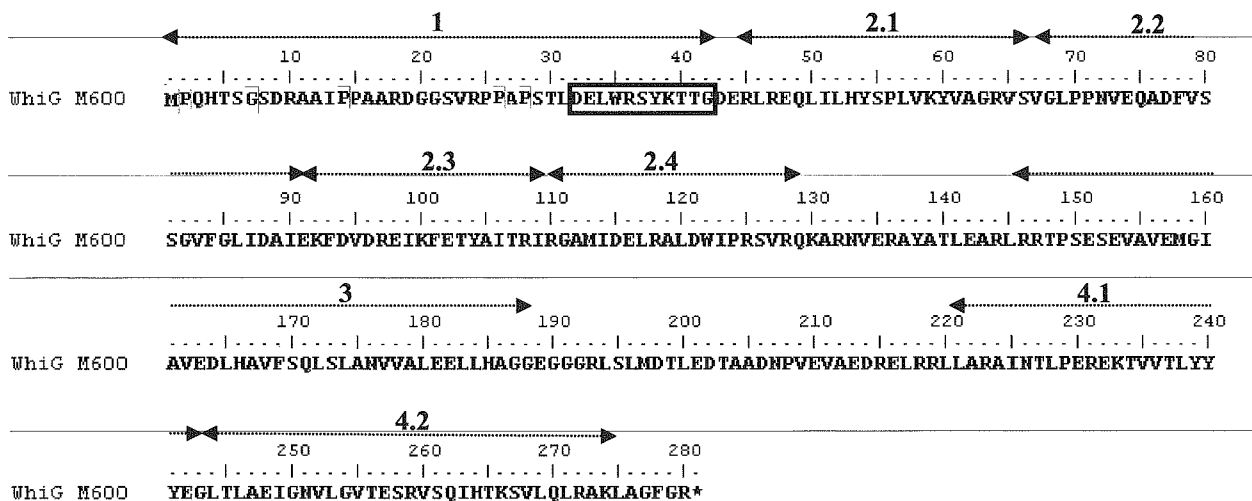 1 2.1 2.2
10 20 30 40 50 60 70 80
WhiG M600 MPQHTSGSDRAAIPPAARDGGSVRPPAPSTLDELWRSYKTTGDERLREQLILHYSPLVKYVAGRVSVGLPPNVEQADFVS
2.3 2.4
90 100 110 120 130 140 150 160
WhiG M600 SGVFGLIDAIEKFDVDREIKFETYAITRIRGAMIDELRALDWIPRSVRQKARNVERAYATLEARLRRTPSESEVAVEMGI
3 4.1
170 180 190 200 210 220 230 240
WhiG M600 AVEDLHAVFSQLSLANVVALEELLHAGGEGGGRLSLMDTLEDTAADNPVEVAEDRELRRLLARAINTLPEREKTVVTLYY
4.2
250 260 270 280
WhiG M600 YEGLTLAEIGNVLGVTESRVSQIHTKSVLQLRAKLAGFGR*